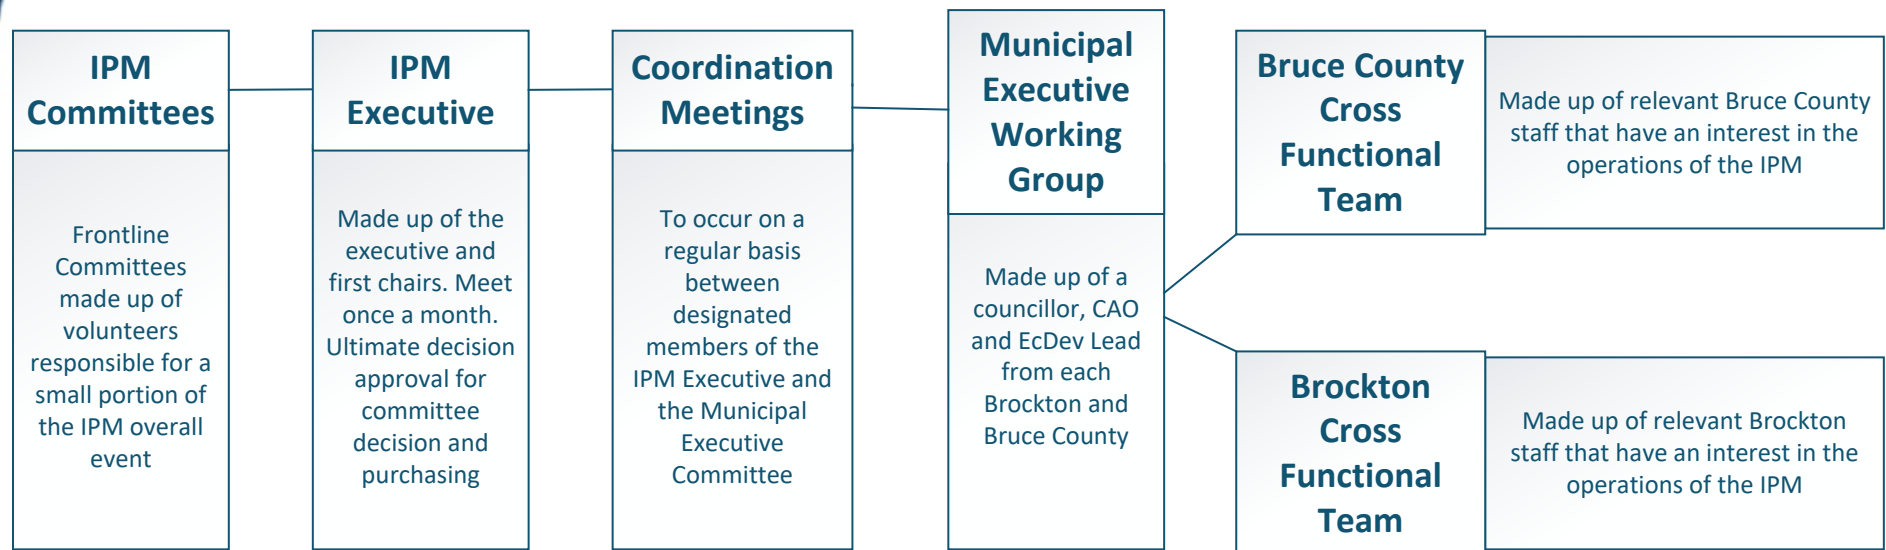 IPM
Committees
Frontline
Committees
made up of
volunteers
responsible for a
small portion of
the IPM overall
event
IPM
Executive
Made up of the
executive and
first chairs. Meet
once a month.
Ultimate decision
approval for
committee
decision and
purchasing
Coordination
Meetings
To occur on a
regular basis
between
designated
members of the
IPM Executive and
the Municipal
Executive
Committee
Municipal
Executive
Working
Group
Made up of a
councillor, CAO
and EcDev Lead
from each
Brockton and
Bruce County
Bruce County
Cross
Functional
Team
Made up of relevant Bruce County
staff that have an interest in the
operations of the IPM
Brockton
Cross
Functional
Team
Made up of relevant Brockton
staff that have an interest in the
operations of the IPM